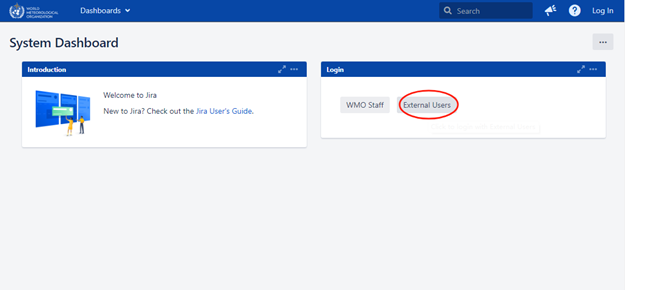 WORLD
METEOROLOGICAL
ORGANIZATION
Dashboards
Search
Log In
System Dashboard
Introduction
Welcome to Jira
New to Jira? Check out the Jira User's Guide.
Login
WMO Staff
External Users